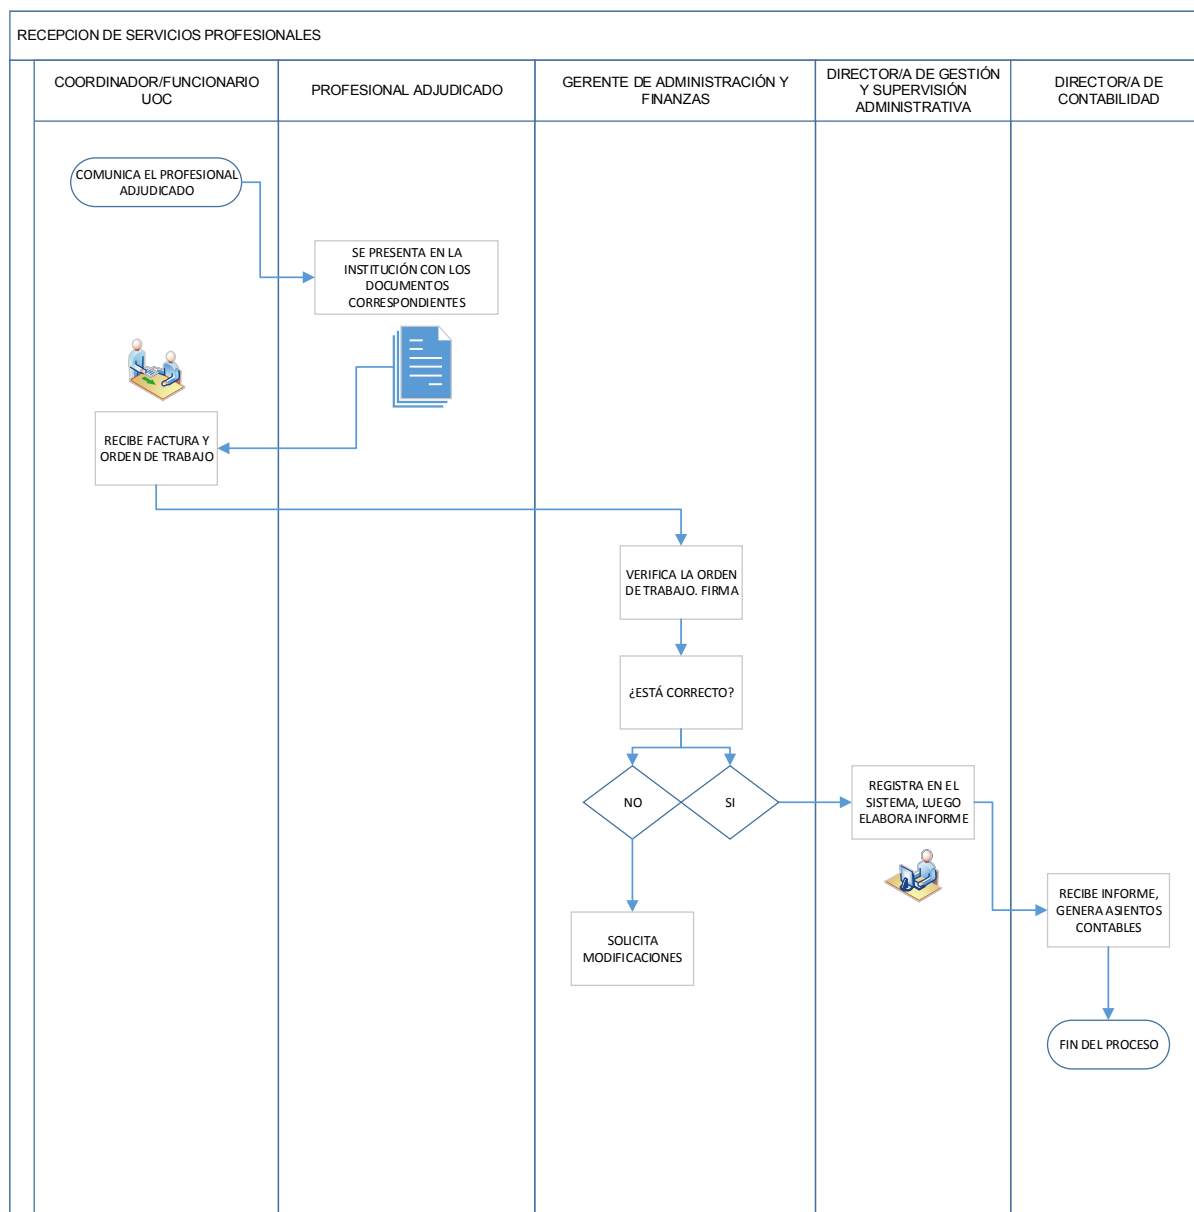 RECEPCION DE SERVICIOS PROFESIONALES
COORDINADOR/FUNCIONARIO
UOC
PROFESIONAL ADJUDICADO
GERENTE DE ADMINISTRACIÓN Y
FINANZAS
DIRECTOR/A DE GESTIÓN
Y SUPERVISIÓN
ADMINISTRATIVA
DIRECTOR/A DE
CONTABILIDAD
COMUNICA EL PROFESIONAL
ADJUDICADO
SE PRESENTA EN LA
INSTITUCIÓN CON LOS
DOCUMENTOS
CORRESPONDIENTES
RECIBE FACTURA Y
ORDEN DE TRABAJO
VERIFICA LA ORDEN
DE TRABAJO. FIRMA
¿ESTÁ CORRECTO?
NO
SI
REGISTRA EN EL
SISTEMA, LUEGO
ELABORA INFORME
RECIBE INFORME,
GENERA ASIENTOS
CONTABLES
SOLICITA
MODIFICACIONES
FIN DEL PROCESO